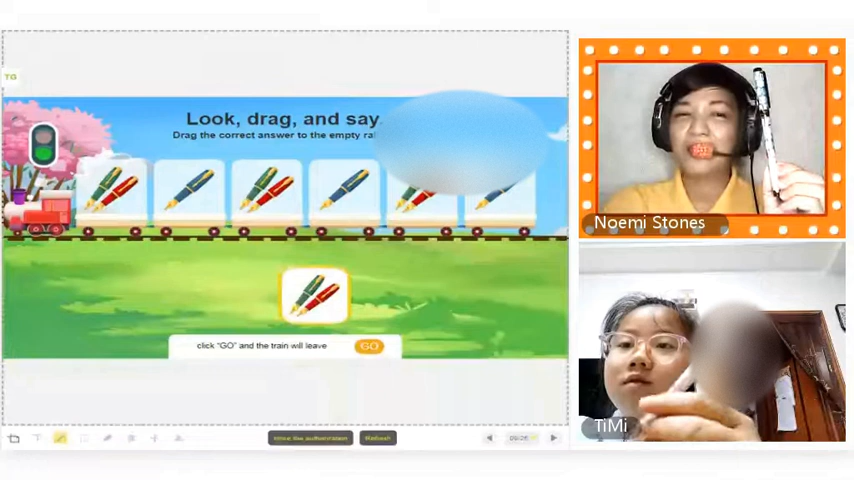 TG
Look, drag, and say.
Drag the correct answer to the empty
click "GO" and the train will leave
GO
Refresh
Noemi Stones
TiMi